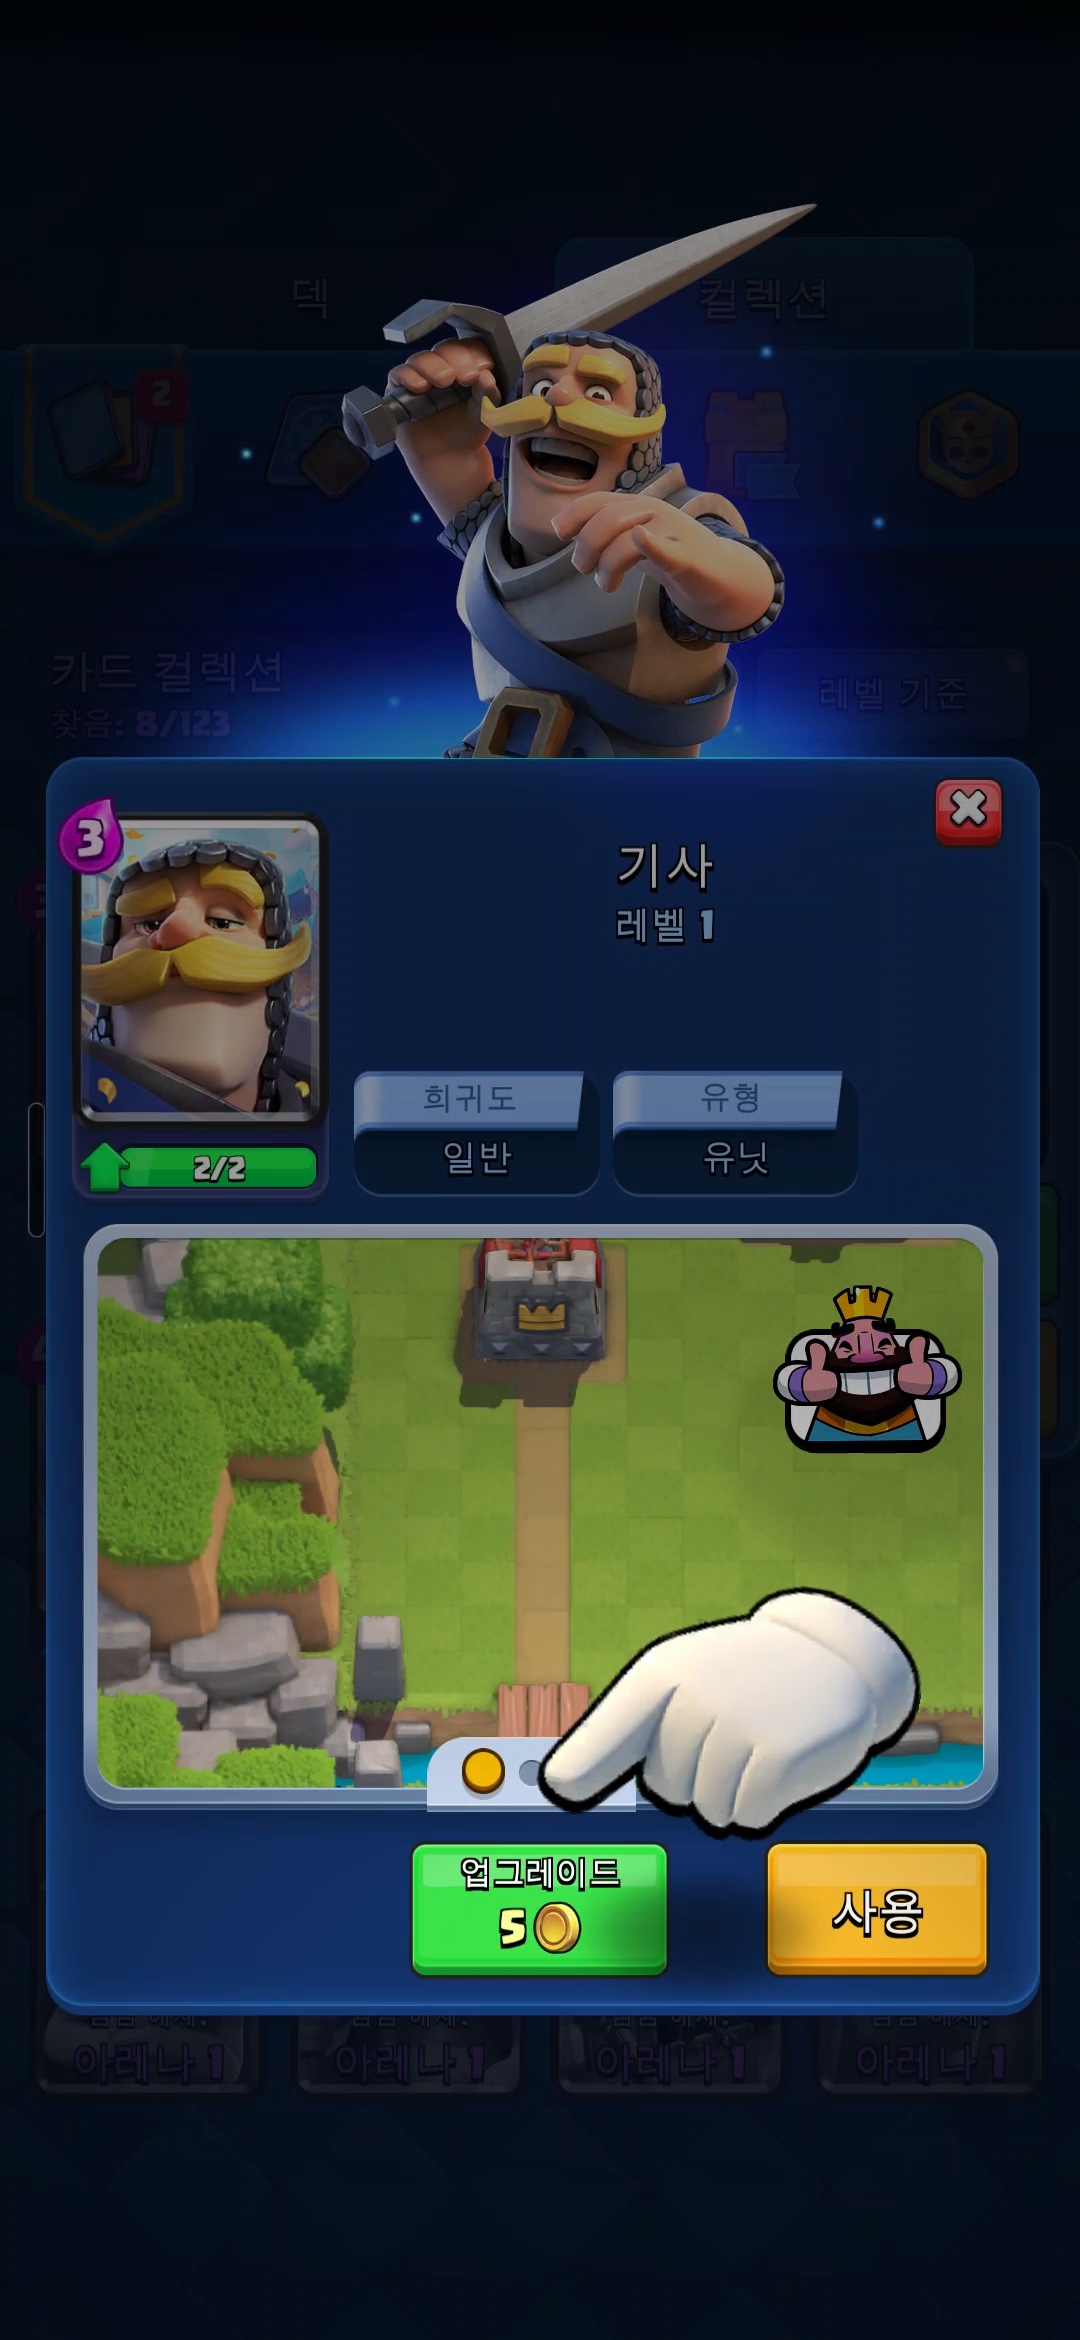 덱
컬렉션
2
카드 컬렉션
찾음: 8/123
레벨 기준
3
기사
레벨 1
희귀도
유형
일반
유닛
2/2
업그레이드
5
사용
아레나 1
아레나 1
아레나 1
아레나 1